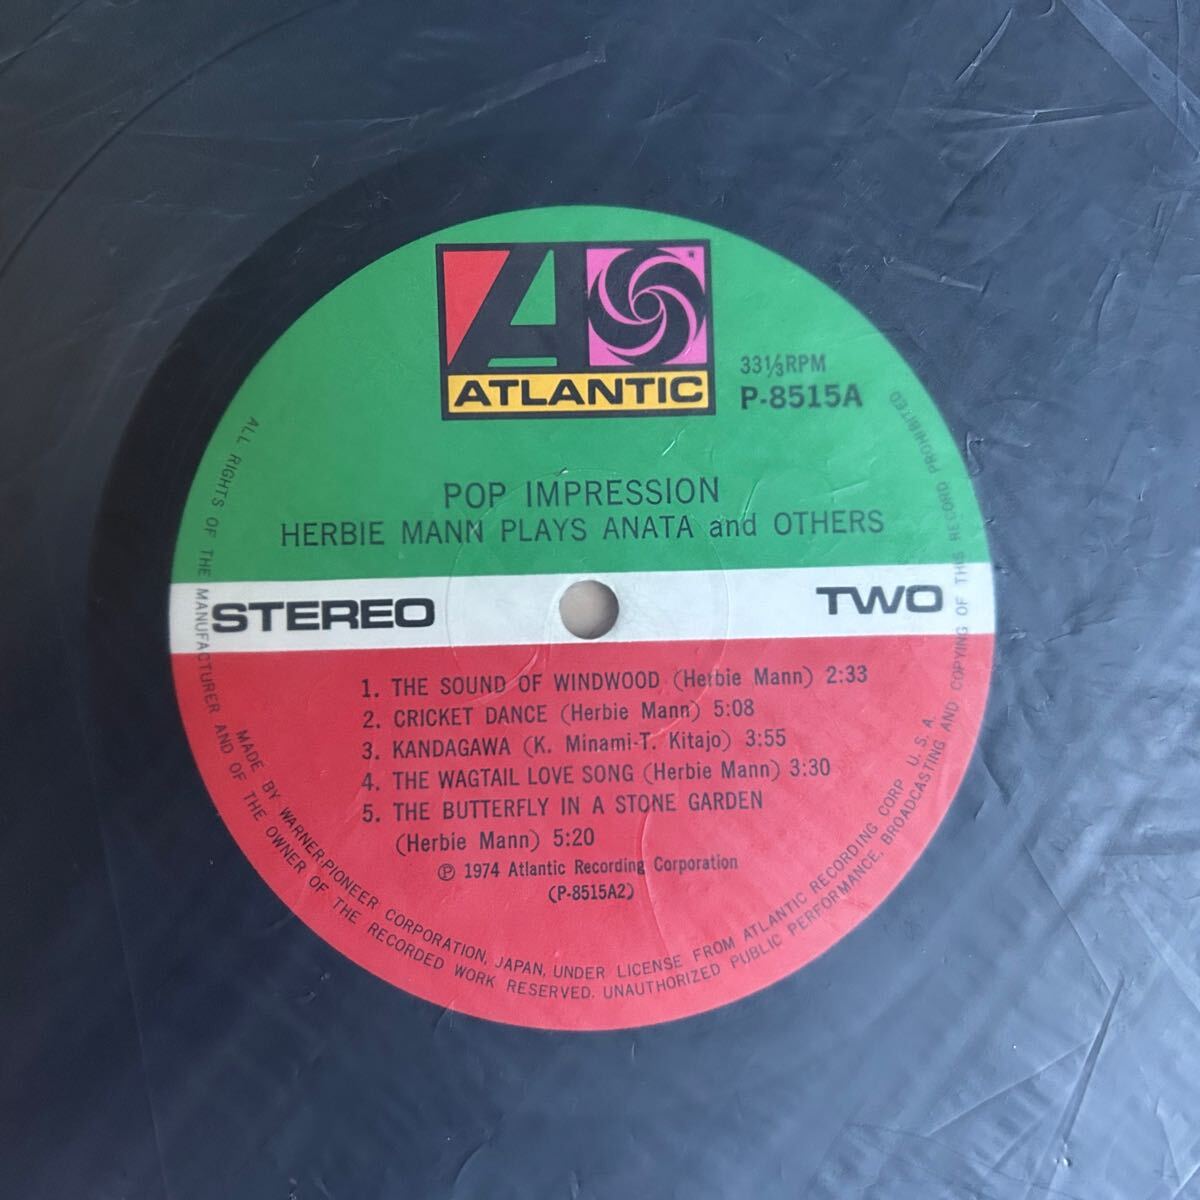 ATLANTIC
33⅓RPM
P-8515A
POP IMPRESSION
HERBIE MANN PLAYS ANATA and OTHERS
STEREO
TWO
1. THE SOUND OF WINDWOOD (Herbie Mann) 2:33
2. CRICKET DANCE (Herbie Mann) 5:08
3. KANDAGAWA (K. Minami-T. Kitajo) 3:55
4. THE WAGTAIL LOVE SONG (Herbie Mann) 3:30
5. THE BUTTERFLY IN A STONE GARDEN
(Herbie Mann) 5:20
℗ 1974 Atlantic Recording Corporation
(P-8515A2)
MADE BY WARNER-PIONEER CORPORATION, JAPAN, UNDER LICENSE FROM ATLANTIC RECORDING CORP. U.S.A.
ALL RIGHTS OF THE MANUFACTURER AND OF THE OWNER OF THE RECORDED WORK RESERVED. UNAUTHORIZED PUBLIC PERFORMANCE, BROADCASTING AND COPYING OF THIS RECORD PROHIBITED